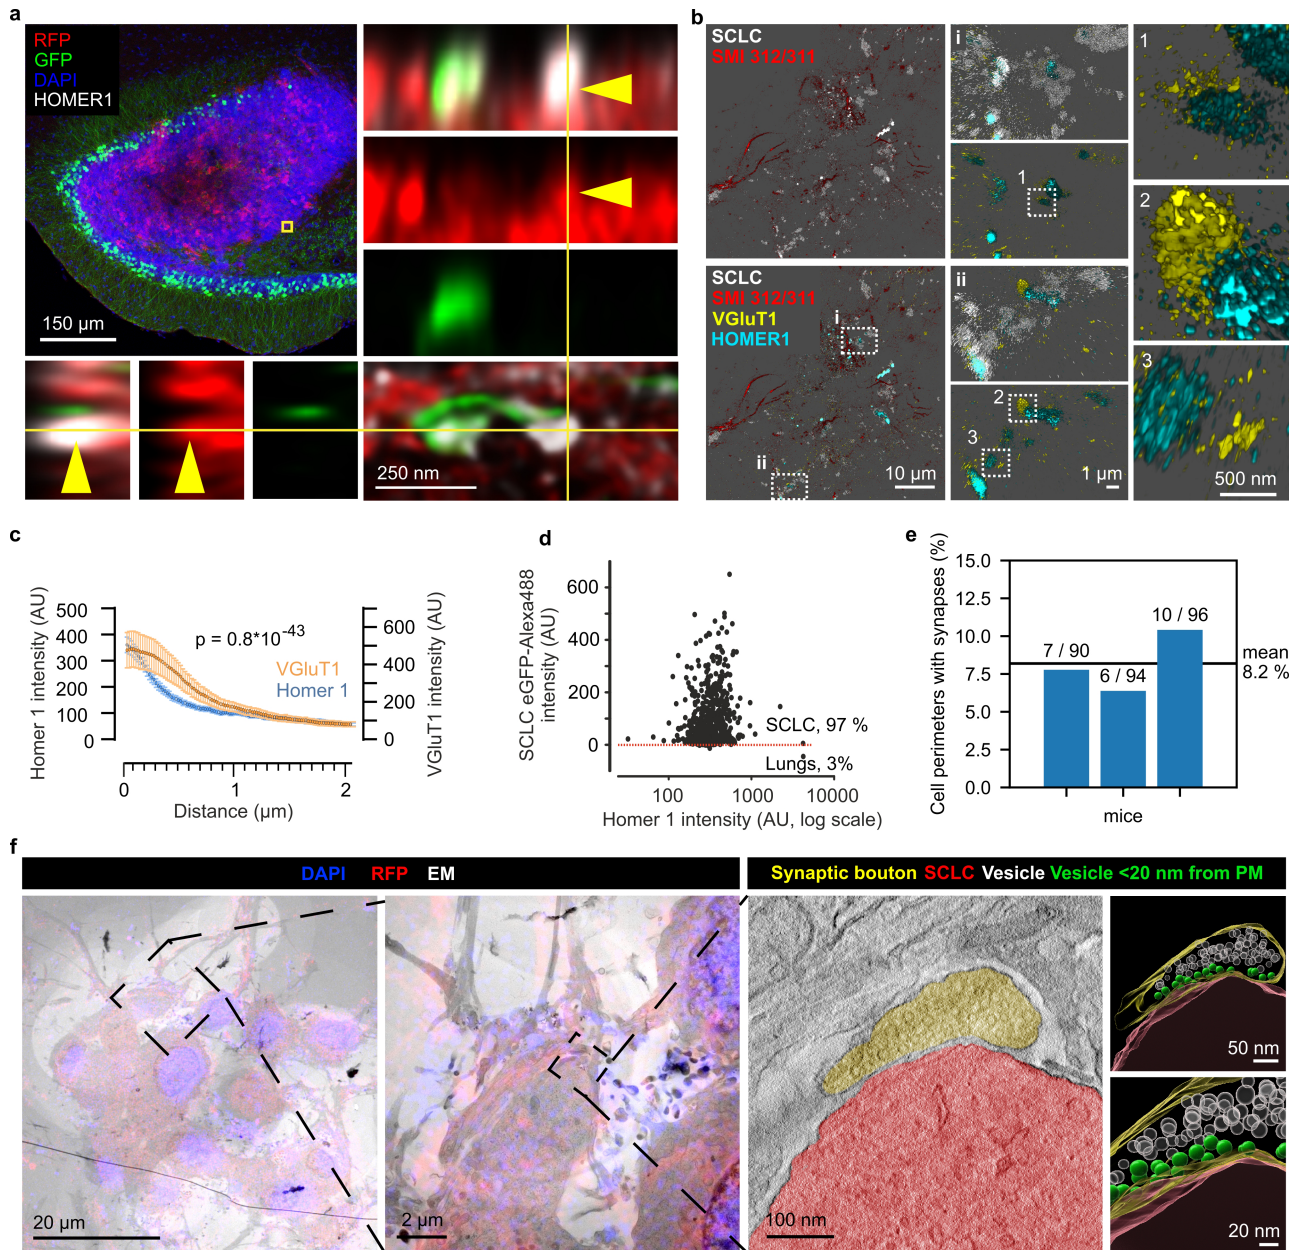 a
RFP
GFP
DAPI
HOMER1
150 µm
250 nm
b
SCLC
SMI 312/311
SCLC
SMI 312/311
VGluT1
HOMER1
i
ii
10 µm
i
1
ii
2
3
1 µm
1
2
3
500 nm
c
Homer 1 intensity (AU)
500
400
300
200
100
0
p = 0.8*10-43
VGluT1
Homer 1
600
400
200
0
VGluT1 intensity (AU)
0
1
2
Distance (µm)
d
SCLC eGFP-Alexa488
intensity (AU)
600
400
200
0
SCLC, 97 %
Lungs, 3%
100
1000
10000
Homer 1 intensity (AU, log scale)
e
Cell perimeters with synapses (%)
15.0
12.5
10.0
7.5
5.0
2.5
0.0
7 / 90
6 / 94
10 / 96
mean
8.2 %
mice
f
DAPI RFP EM
Synaptic bouton SCLC Vesicle Vesicle <20 nm from PM
20 µm
2 µm
100 nm
50 nm
20 nm